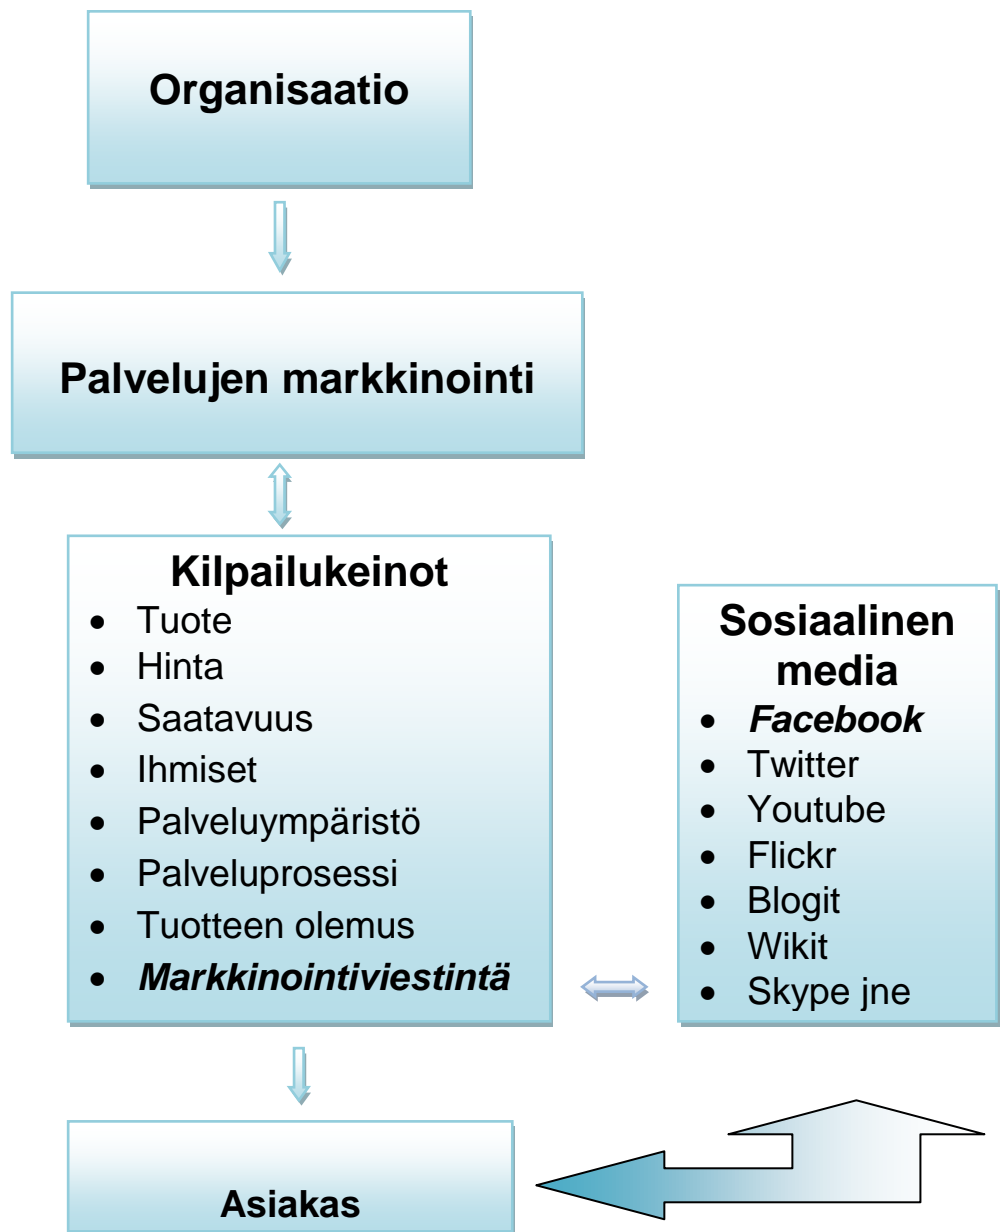 Organisaatio
Palvelujen markkinointi
Kilpailukeinot
• Tuote
• Hinta
• Saatavuus
• Ihmiset
• Palveluympäristö
• Palveluprosessi
• Tuotteen olemus
• Markkinointiviestintä
Sosiaalinen
media
• Facebook
• Twitter
• Youtube
• Flickr
• Blogit
• Wikit
• Skype jne
Asiakas